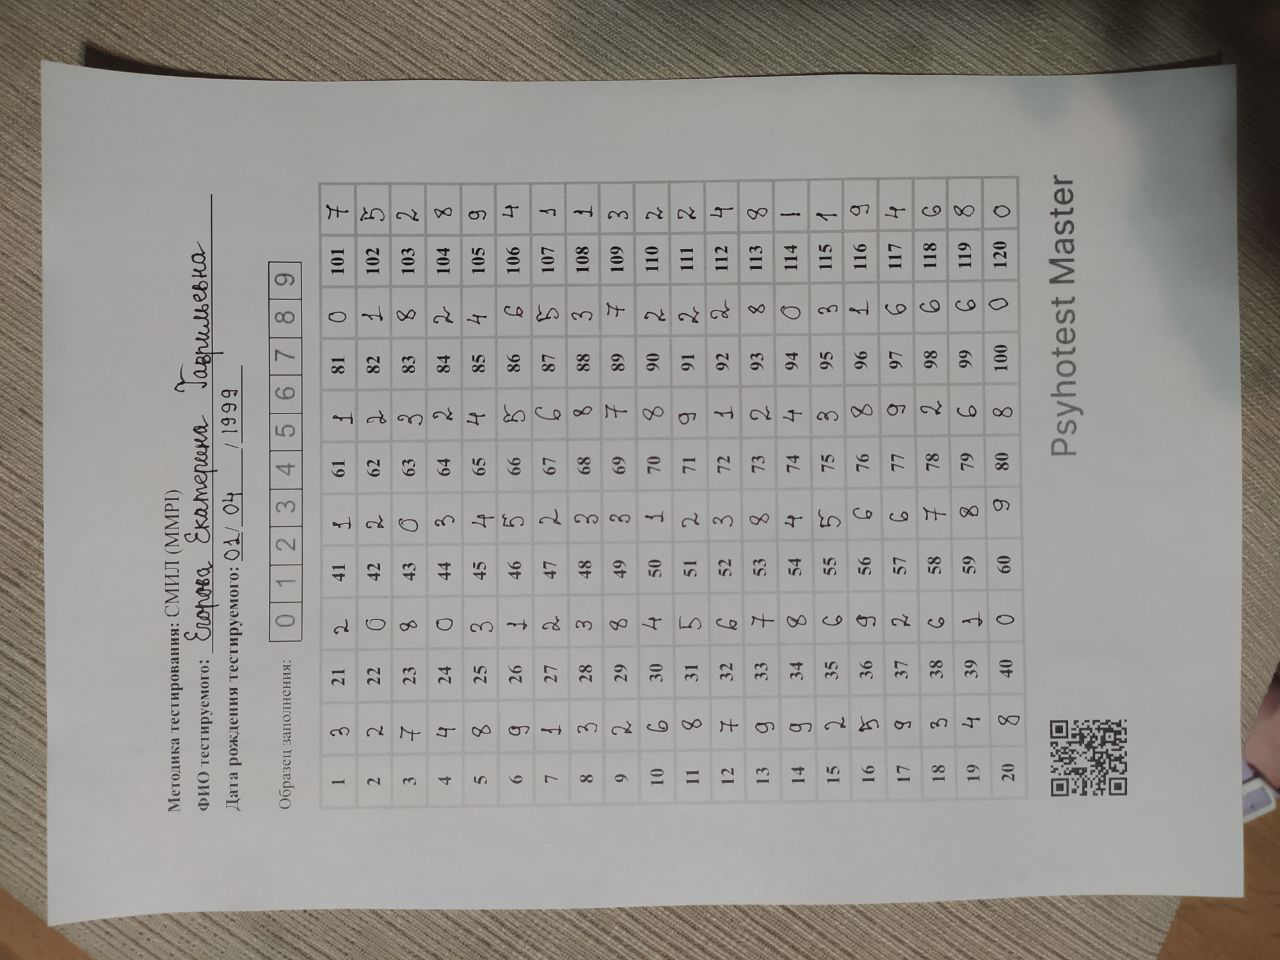 Методика тестирования: СМИЛ (MMPI)
ФИО тестируемого: Егорова Екатерина Гаврильевна
Дата рождения тестируемого: 01/04/1999
Образец заполнения: 0 1 2 3 4 5 6 7 8 9
1 3 21 2 41 1 61 1 81 0 101 7
2 2 22 0 42 2 62 2 82 1 102 5
3 7 23 8 43 0 63 3 83 8 103 2
4 4 24 0 44 3 64 2 84 2 104 8
5 8 25 3 45 4 65 4 85 4 105 9
6 9 26 1 46 5 66 5 86 6 106 4
7 1 27 2 47 2 67 6 87 5 107 1
8 3 28 3 48 3 68 8 88 3 108 1
9 2 29 8 49 3 69 7 89 7 109 3
10 6 30 4 50 1 70 8 90 2 110 2
11 8 31 5 51 2 71 9 91 2 111 2
12 7 32 6 52 3 72 1 92 2 112 4
13 9 33 7 53 8 73 2 93 8 113 8
14 9 34 8 54 4 74 4 94 0 114 1
15 2 35 6 55 5 75 3 95 3 115 1
16 5 36 9 56 6 76 8 96 1 116 9
17 9 37 2 57 6 77 9 97 6 117 4
18 3 38 6 58 7 78 2 98 6 118 6
19 4 39 1 59 8 79 6 99 6 119 8
20 8 40 0 60 9 80 8 100 0 120 0
Psyhotest Master